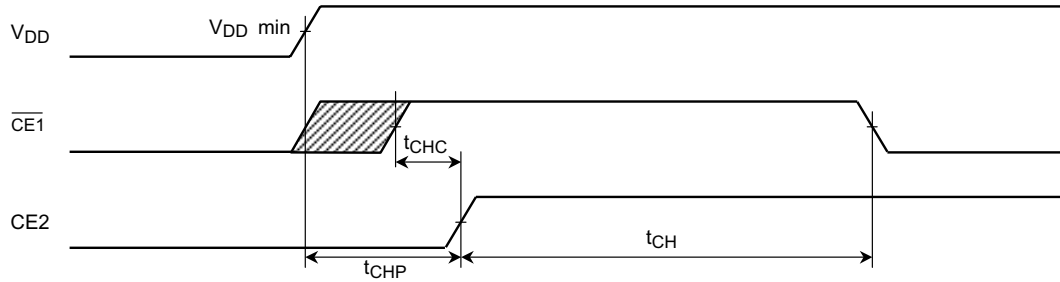 VDD
VDD min
CE1
tCHC
CE2
tCHP
tCH